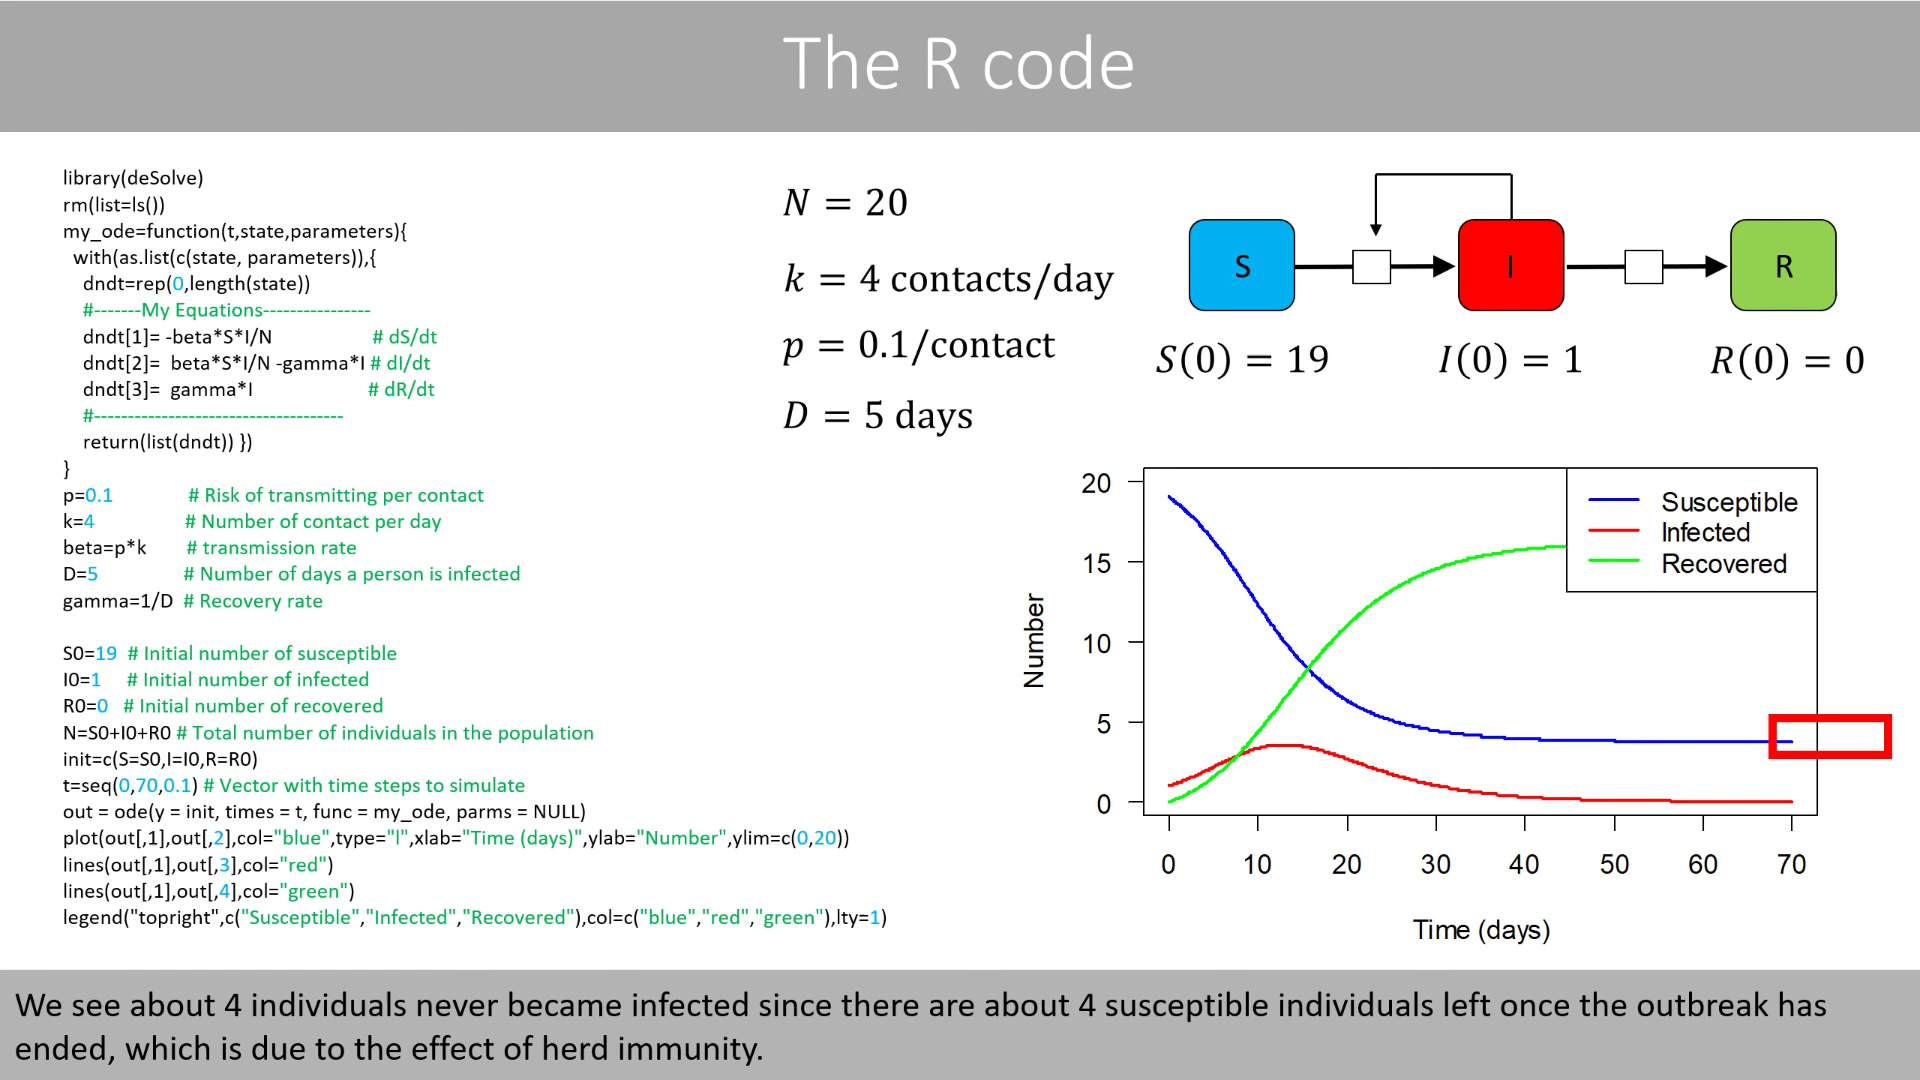 The R code
library(deSolve)
rm(list=ls())
my_ode=function(t,state,parameters){
with(as.list(c(state, parameters)),{
dndt=rep(0,length(state))
#-------My Equations----------------
dndt[1]= -beta*S*I/N # dS/dt
dndt[2]= beta*S*I/N -gamma*I # dI/dt
dndt[3]= gamma*I # dR/dt
#-------------------------------------
return(list(dndt)) })
}
p=0.1 # Risk of transmitting per contact
k=4 # Number of contact per day
beta=p*k # transmission rate
D=5 # Number of days a person is infected
gamma=1/D # Recovery rate
S0=19 # Initial number of susceptible
I0=1 # Initial number of infected
R0=0 # Initial number of recovered
N=S0+I0+R0 # Total number of individuals in the population
init=c(S=S0,I=I0,R=R0)
t=seq(0,70,0.1) # Vector with time steps to simulate
out = ode(y = init, times = t, func = my_ode, parms = NULL)
plot(out[,1],out[,2],col="blue",type="l",xlab="Time (days)",ylab="Number",ylim=c(0,20))
lines(out[,1],out[,3],col="red")
lines(out[,1],out[,4],col="green")
legend("topright",c("Susceptible","Infected","Recovered"),col=c("blue","red","green"),lty=1)
N = 20
k = 4 contacts/day
p = 0.1/contact
D = 5 days
S I R
S(0) = 19 I(0) = 1 R(0) = 0
20
15
10
5
0
Number
Susceptible
Infected
Recovered
0 10 20 30 40 50 60 70
Time (days)
We see about 4 individuals never became infected since there are about 4 susceptible individuals left once the outbreak has
ended, which is due to the effect of herd immunity.